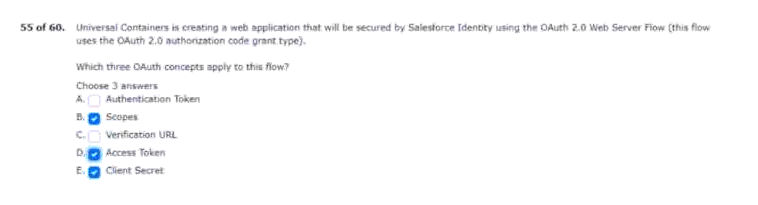 55 of 60. Universal Containers is creating a web application that will be secured by Salesforce Identity using the OAuth 2.0 Web Server Flow (this flow
uses the OAuth 2.0 authorization code grant type).
Which three OAuth concepts apply to this flow?
Choose 3 answers
A. Authentication Token
B. Scopes
C. Verification URL
D. Access Token
E. Client Secret